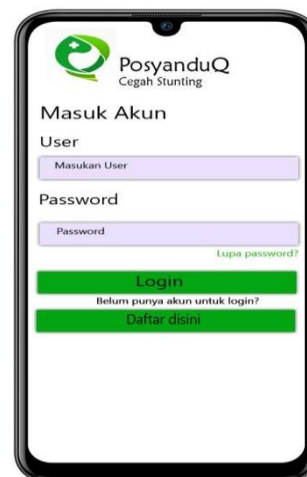 PosyanduQ
Cegah Stunting
Masuk Akun
User
Masukan User
Password
Password
Lupa password?
Login
Belum punya akun untuk login?
Daftar disini